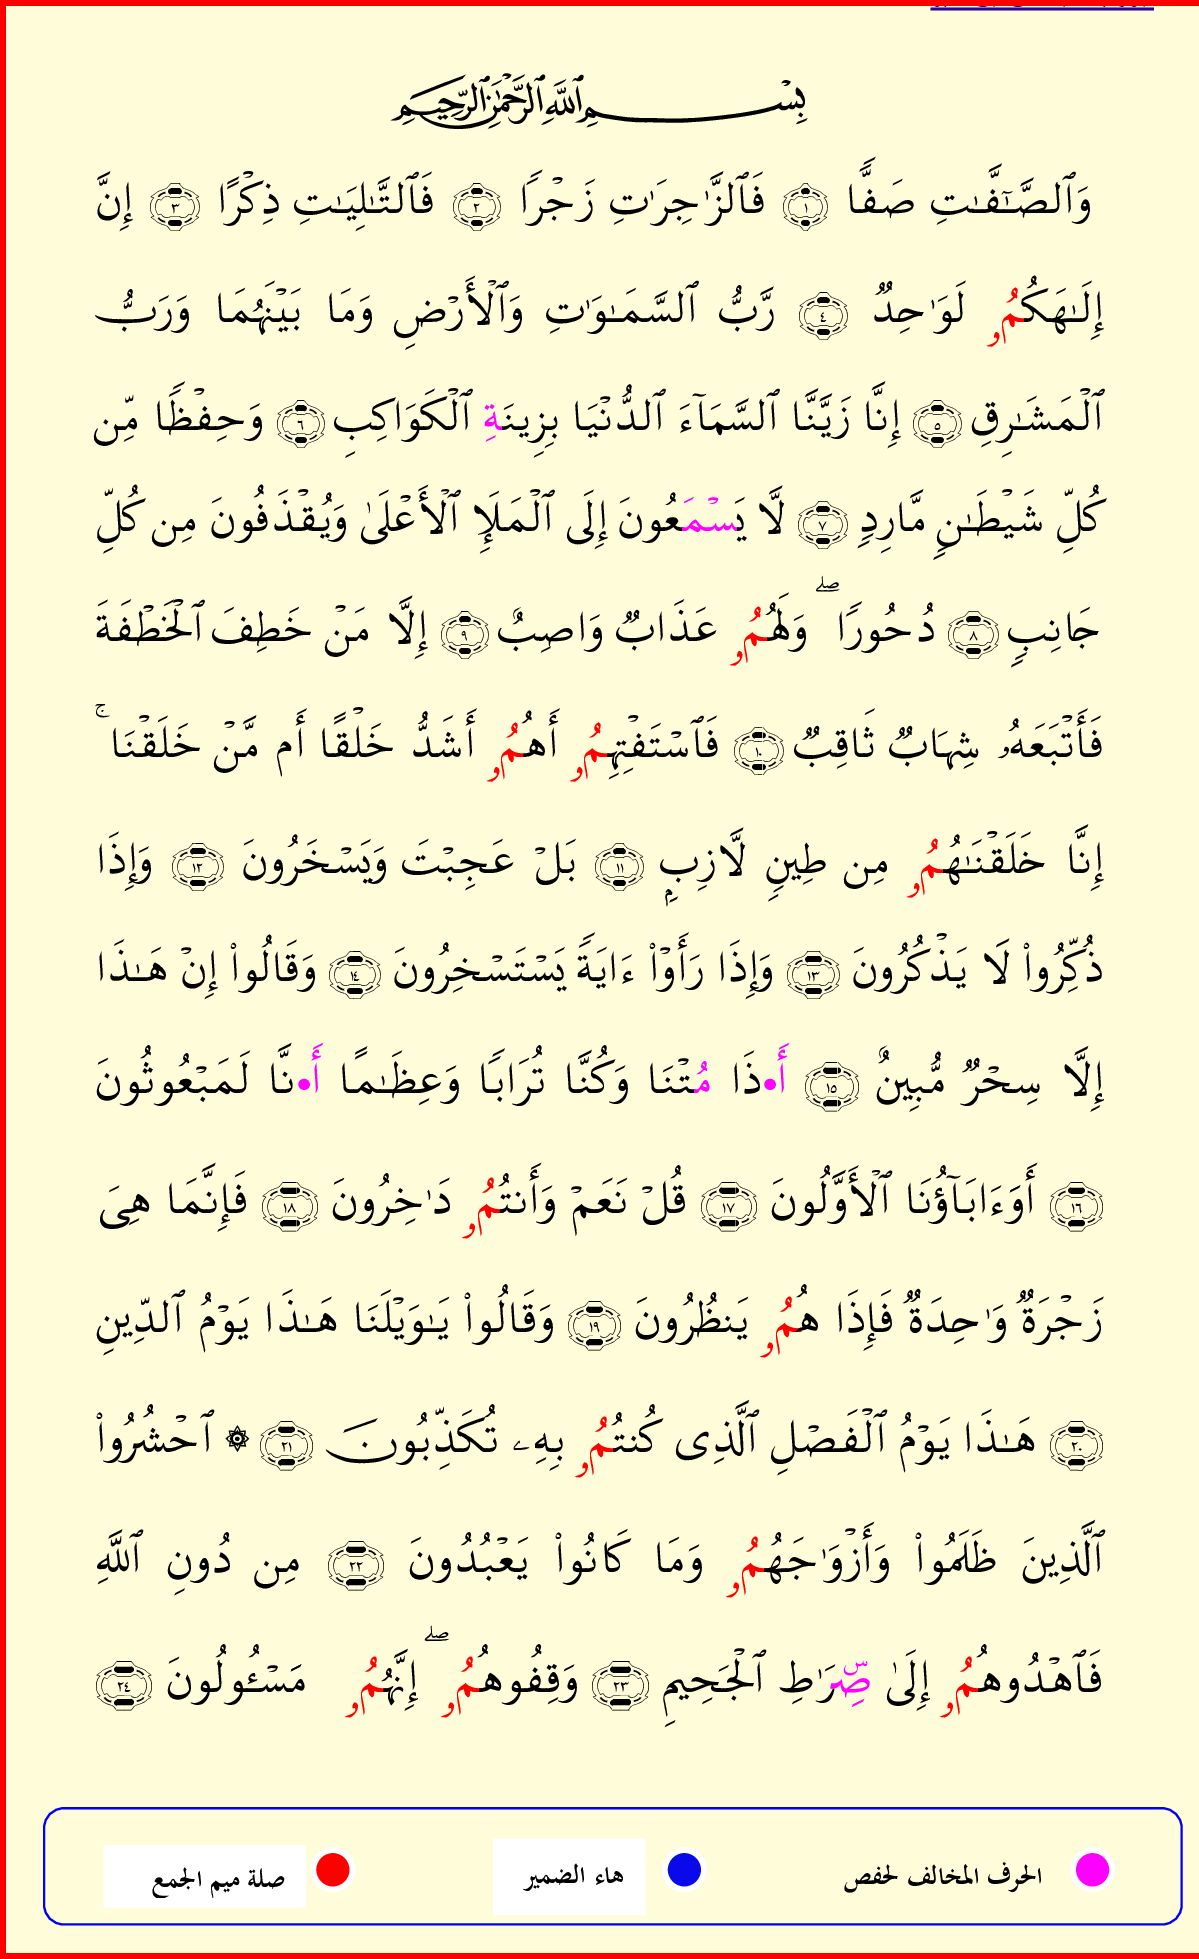 بِسْمِ ٱللَّهِ ٱلرَّحْمَٰنِ ٱلرَّحِيمِ
وَٱلصَّٰٓفَّٰتِ صَفًّا ١ فَٱلزَّٰجِرَٰتِ زَجْرًا ٢ فَٱلتَّٰلِيَٰتِ ذِكْرًا ٣ إِنَّ
إِلَٰهَكُمُۥ لَوَٰحِدٌ ٤ رَّبُّ ٱلسَّمَٰوَٰتِ وَٱلْأَرْضِ وَمَا بَيْنَهُمَا وَرَبُّ
ٱلْمَشَٰرِقِ ٥ إِنَّا زَيَّنَّا ٱلسَّمَآءَ ٱلدُّنْيَا بِزِينَةِ ٱلْكَوَاكِبِ ٦ وَحِفْظًا مِّن
كُلِّ شَيْطَٰنٍ مَّارِدٍ ٧ لَّا يَسْمَعُونَ إِلَى ٱلْمَلَإِ ٱلْأَعْلَىٰ وَيُقْذَفُونَ مِن كُلِّ
جَانِبٍ ٨ دُحُورًا ۖ وَلَهُمُۥ عَذَابٌ وَاصِبٌ ٩ إِلَّا مَنْ خَطِفَ ٱلْخَطْفَةَ
فَأَتْبَعَهُۥ شِهَابٌ ثَاقِبٌ ١٠ فَٱسْتَفْتِهِمُۥ أَهُمُۥ أَشَدُّ خَلْقًا أَم مَّنْ خَلَقْنَا ۚ
إِنَّا خَلَقْنَٰهُمُۥ مِن طِينٍ لَّازِبٍۭ ١١ بَلْ عَجِبْتَ وَيَسْخَرُونَ ١٢ وَإِذَا
ذُكِّرُوا۟ لَا يَذْكُرُونَ ١٣ وَإِذَا رَأَوْا۟ ءَايَةً يَسْتَسْخِرُونَ ١٤ وَقَالُوا۟ إِنْ هَٰذَا
إِلَّا سِحْرٌ مُّبِينٌ ١٥ أَ•ذَا مُتْنَا وَكُنَّا تُرَابًا وَعِظَٰمًا أَ•نَّا لَمَبْعُوثُونَ
١٦ أَوَءَابَآؤُنَا ٱلْأَوَّلُونَ ١٧ قُلْ نَعَمْ وَأَنتُمُۥ دَٰخِرُونَ ١٨ فَإِنَّمَا هِىَ
زَجْرَةٌ وَٰحِدَةٌ فَإِذَا هُمُۥ يَنظُرُونَ ١٩ وَقَالُوا۟ يَٰوَيْلَنَا هَٰذَا يَوْمُ ٱلدِّينِ
٢٠ هَٰذَا يَوْمُ ٱلْفَصْلِ ٱلَّذِى كُنتُمُۥ بِهِۦ تُكَذِّبُونَ ٢١ ۞ ٱحْشُرُوا۟
ٱلَّذِينَ ظَلَمُوا۟ وَأَزْوَٰجَهُمُۥ وَمَا كَانُوا۟ يَعْبُدُونَ ٢٢ مِن دُونِ ٱللَّهِ
فَٱهْدُوهُمُۥ إِلَىٰ صِّۜرَٰطِ ٱلْجَحِيمِ ٢٣ وَقِفُوهُمُۥ ۖ إِنَّهُمُۥ مَسْـُٔولُونَ ٢٤
الحرف المخالف لحفص هاء الضمير صلة ميم الجمع